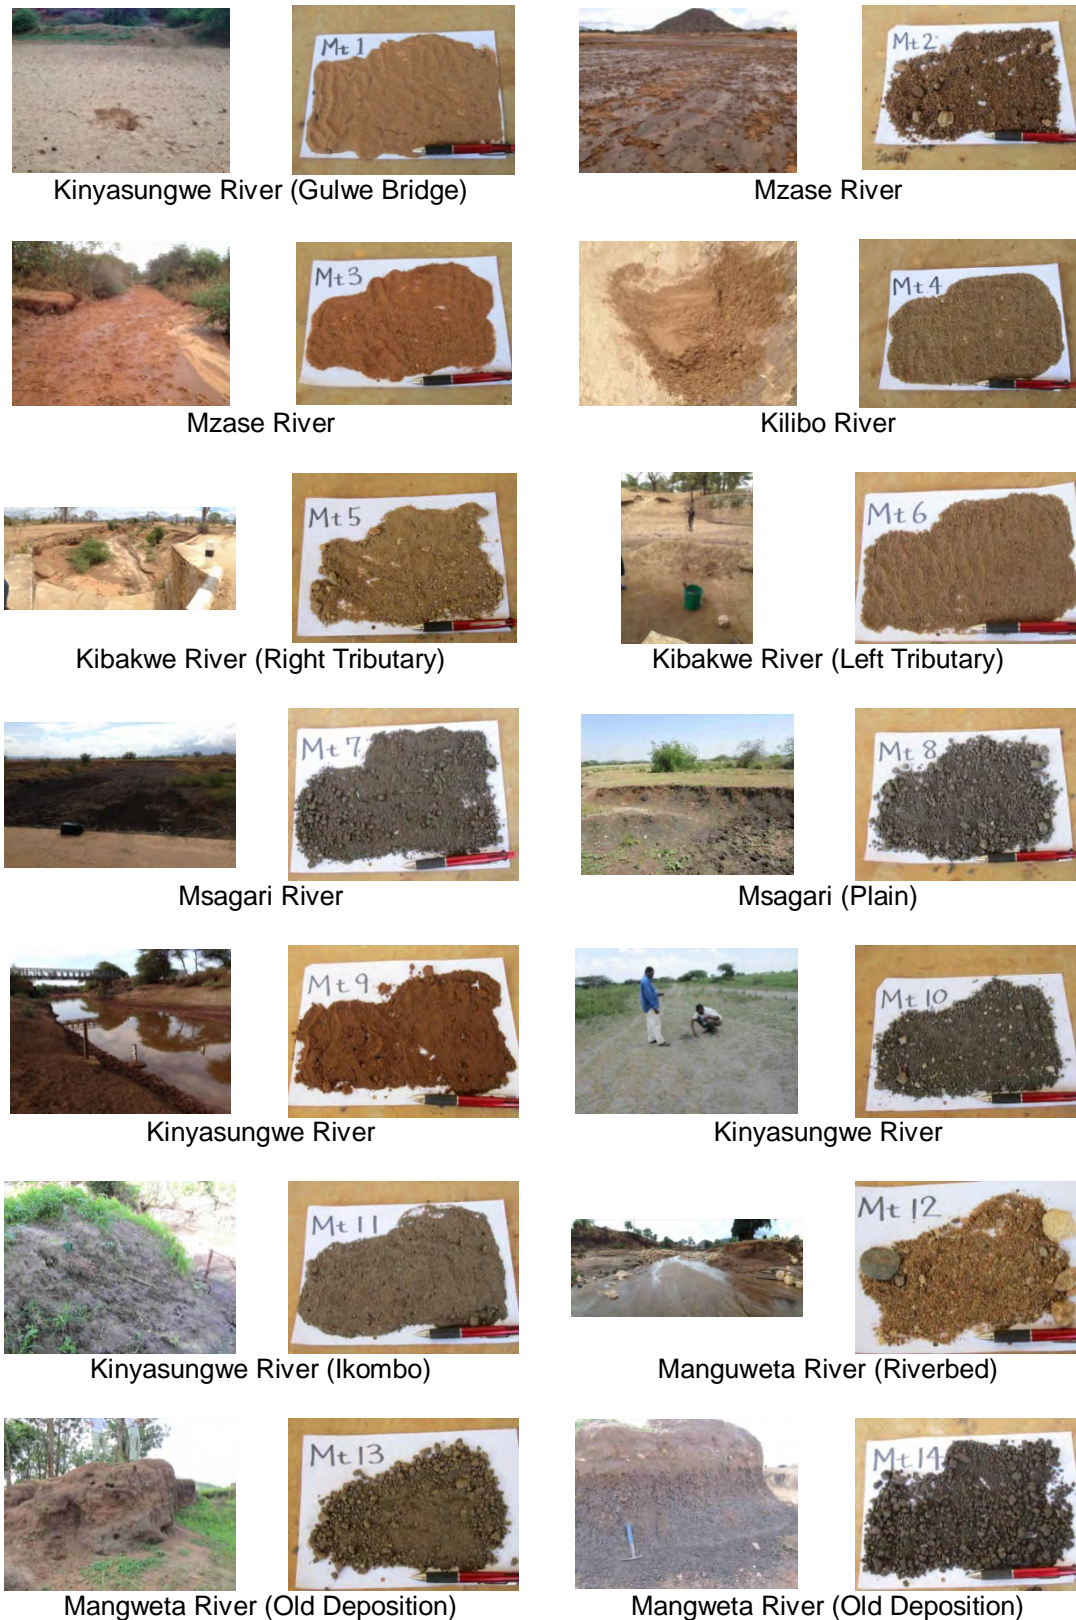 Mt 1
Mt 2
Kinyasungwe River (Gulwe Bridge)
Mzase River
Mt 3
Mt 4
Mzase River
Kilibo River
Mt 5
Mt 6
Kibakwe River (Right Tributary)
Kibakwe River (Left Tributary)
Mt 7
Mt 8
Msagari River
Msagari (Plain)
Mt 9
Mt 10
Kinyasungwe River
Kinyasungwe River
Mt 11
Mt 12
Kinyasungwe River (Ikombo)
Manguweta River (Riverbed)
Mt 13
Mt 14
Mangweta River (Old Deposition)
Mangweta River (Old Deposition)